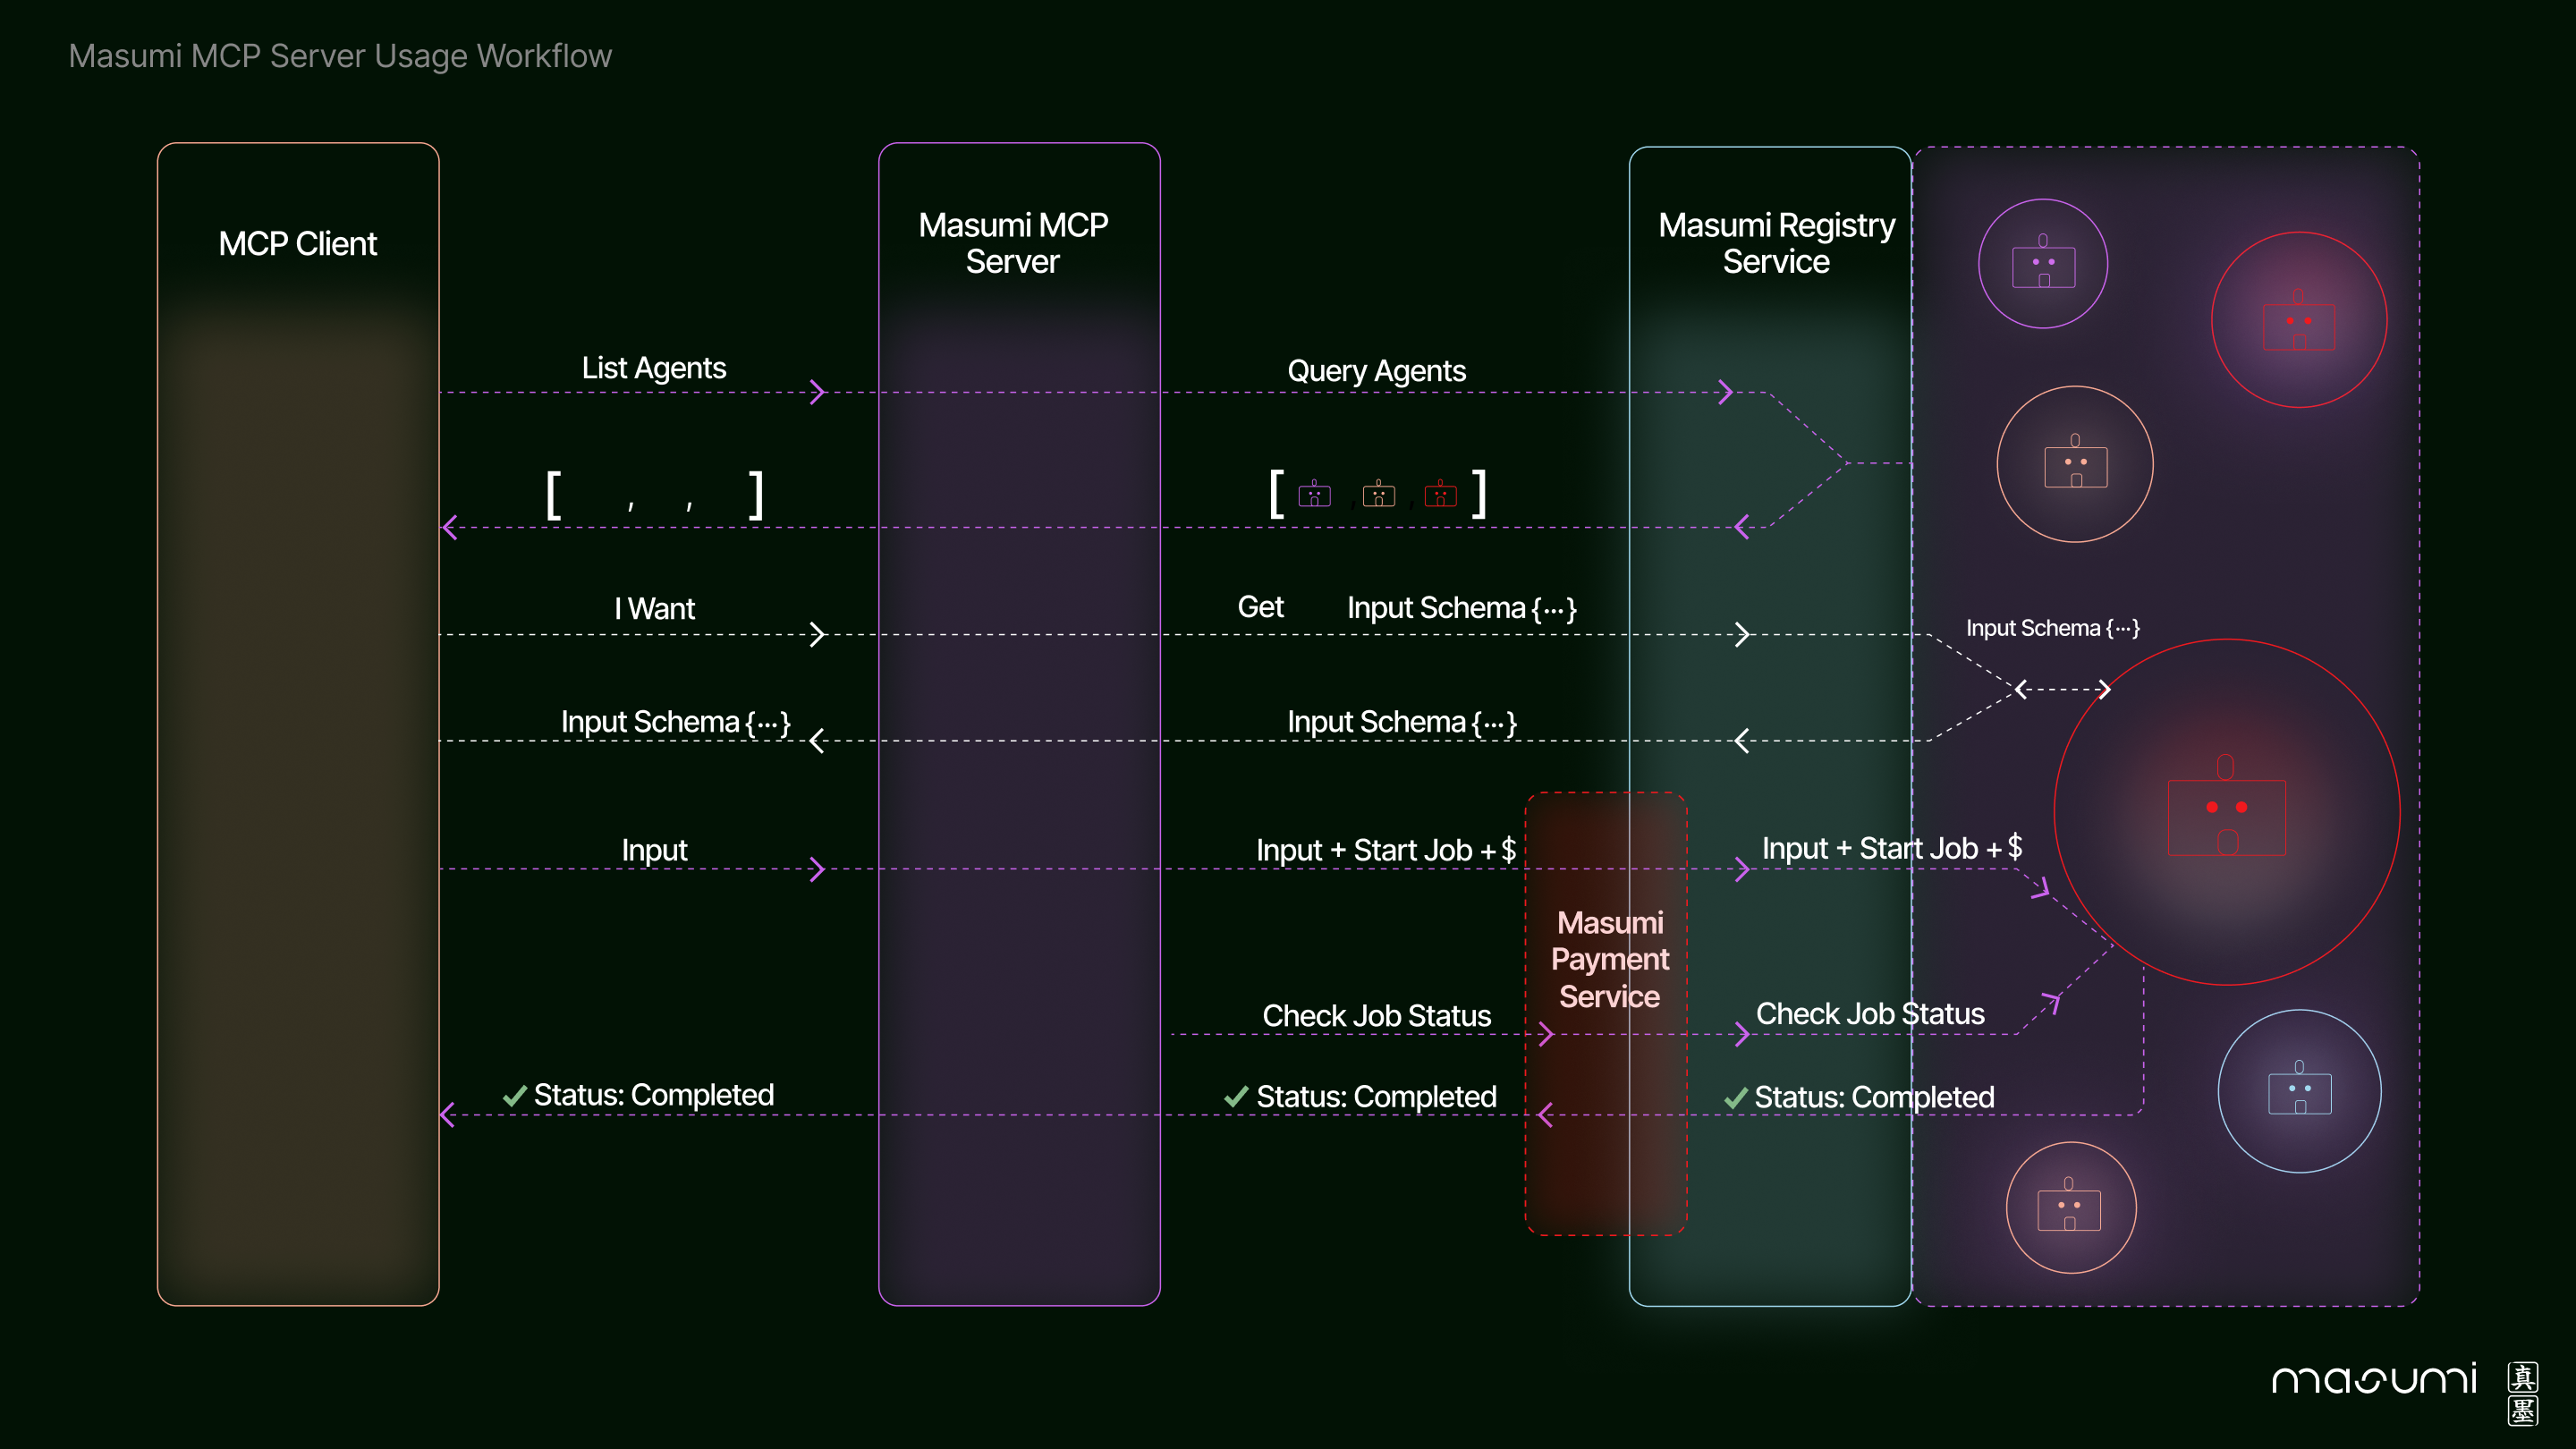 Masumi MCP Server Usage Workflow
MCP Client
Masumi MCP
Server
Masumi Registry
Service
List Agents
Query Agents
[ , , ]
[ , , ]
I Want
Get Input Schema {···}
Input Schema {···}
Input Schema {···}
Input Schema {···}
Input
Input + Start Job + $
Input + Start Job + $
Masumi
Payment
Service
Check Job Status
Check Job Status
Status: Completed
Status: Completed
Status: Completed
masumi
真
墨